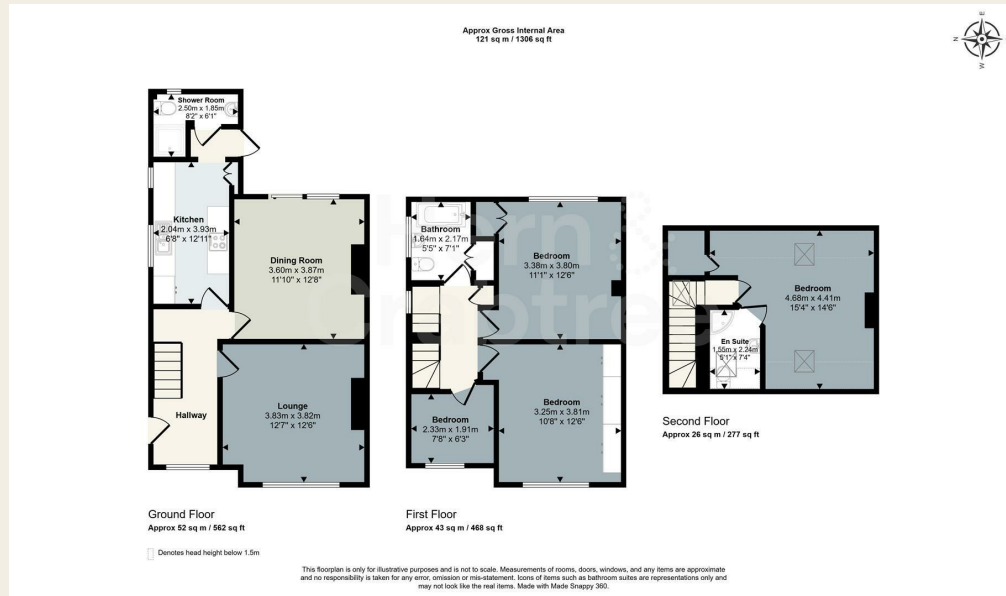 Approx Gross Internal Area
121 sq m / 1306 sq ft
E
N
S
W
Shower Room
2.50m x 1.85m
8'2" x 6'1"
Kitchen
2.04m x 3.93m
6'8" x 12'11"
Dining Room
3.60m x 3.87m
11'10" x 12'8"
Hallway
Lounge
3.83m x 3.82m
12'7" x 12'6"
Ground Floor
Approx 52 sq m / 562 sq ft
Denotes head height below 1.5m
Bathroom
1.64m x 2.17m
5'5" x 7'1"
Bedroom
3.38m x 3.80m
11'1" x 12'6"
Bedroom
2.33m x 1.91m
7'8" x 6'3"
Bedroom
3.25m x 3.81m
10'8" x 12'6"
First Floor
Approx 43 sq m / 468 sq ft
Bedroom
4.68m x 4.41m
15'4" x 14'6"
En Suite
1.55m x 2.24m
5'1" x 7'4"
Second Floor
Approx 26 sq m / 277 sq ft
Horn &
Crabtree
This floorplan is only for illustrative purposes and is not to scale. Measurements of rooms, doors, windows, and any items are approximate
and no responsibility is taken for any error, omission or mis-statement. Icons of items such as bathroom suites are representations only and
may not look like the real items. Made with Made Snappy 360.